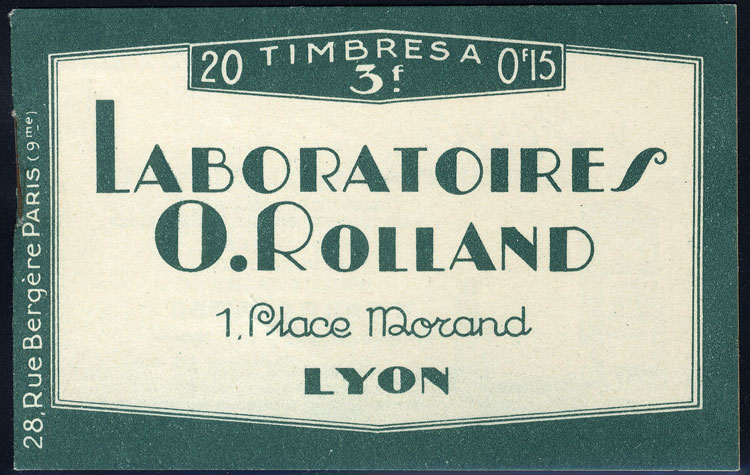 20 TIMBRES A 0f15
3f.
LABORATOIRES
O. ROLLAND
1, Place Morand
LYON
28, Rue Bergère PARIS (9me)